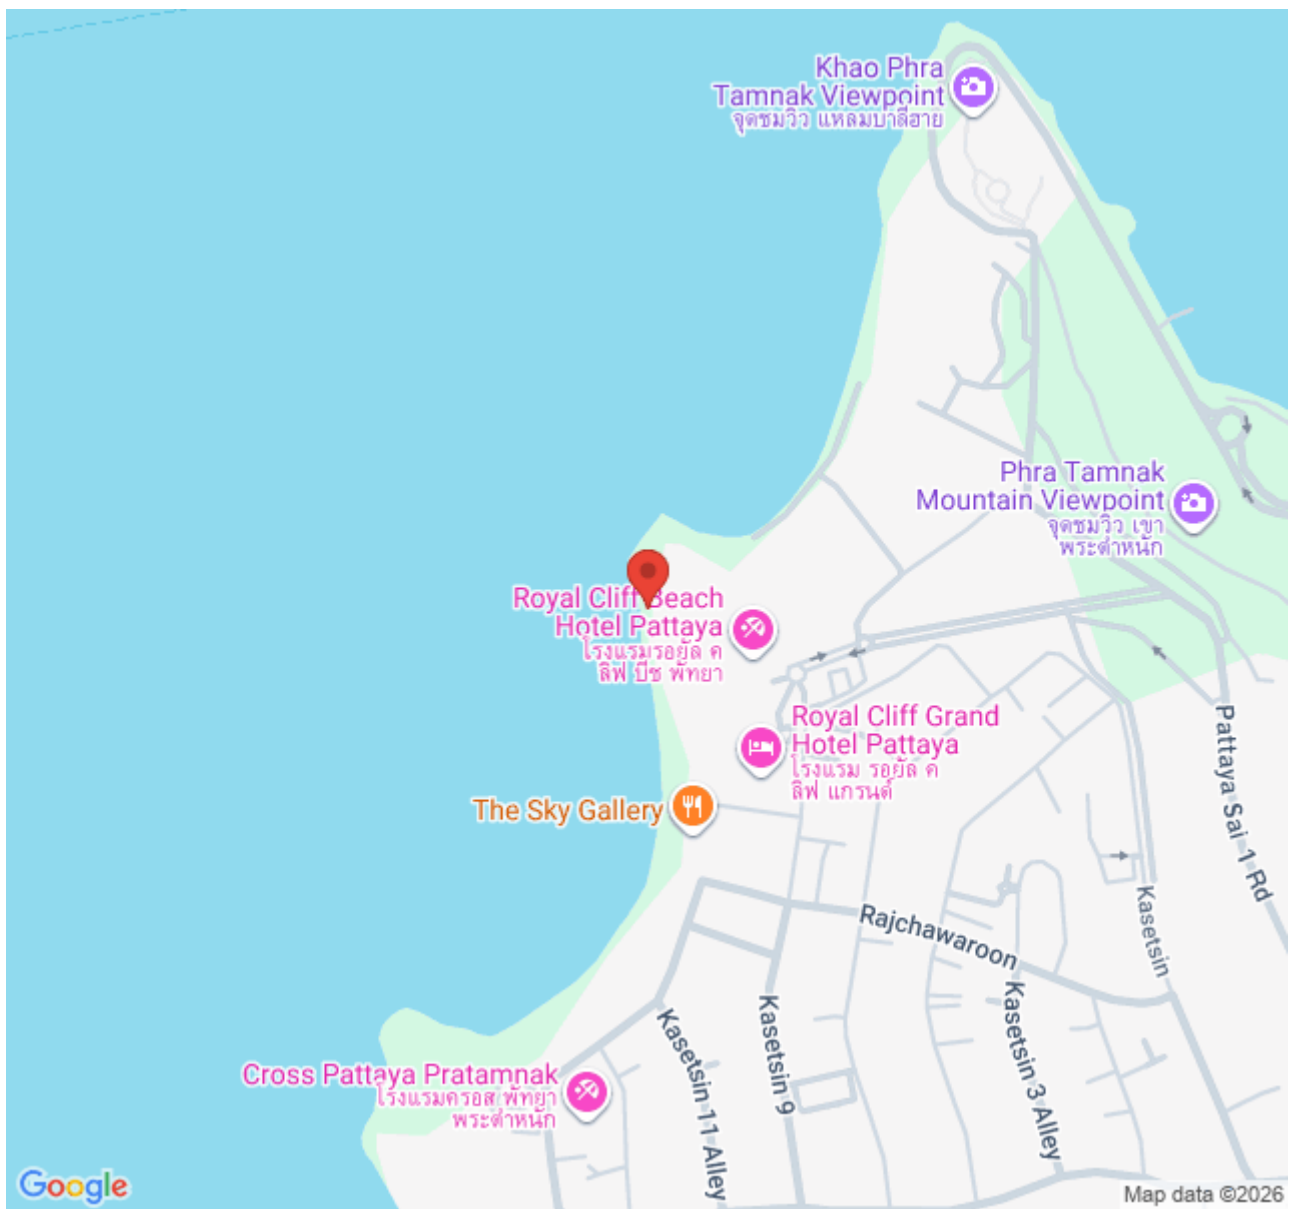 Khao Phra
Tamnak Viewpoint
จุดชมวิว แหลมบาลีฮาย
Phra Tamnak
Mountain Viewpoint
จุดชมวิว เขา
พระตำหนัก
Royal Cliff Beach
Hotel Pattaya
โรงแรมรอยัล ค
ลิฟ บีช พัทยา
Royal Cliff Grand
Hotel Pattaya
โรงแรม รอยัล ค
ลิฟ แกรนด์
The Sky Gallery
Pattaya Sai 1 Rd
Rajchawaroon
Kasetsin
Kasetsin 11 Alley
Kasetsin 9
Kasetsin 3 Alley
Cross Pattaya Pratamnak
โรงแรมครอส พัทยา
พระตำหนัก
Google
Map data ©2026